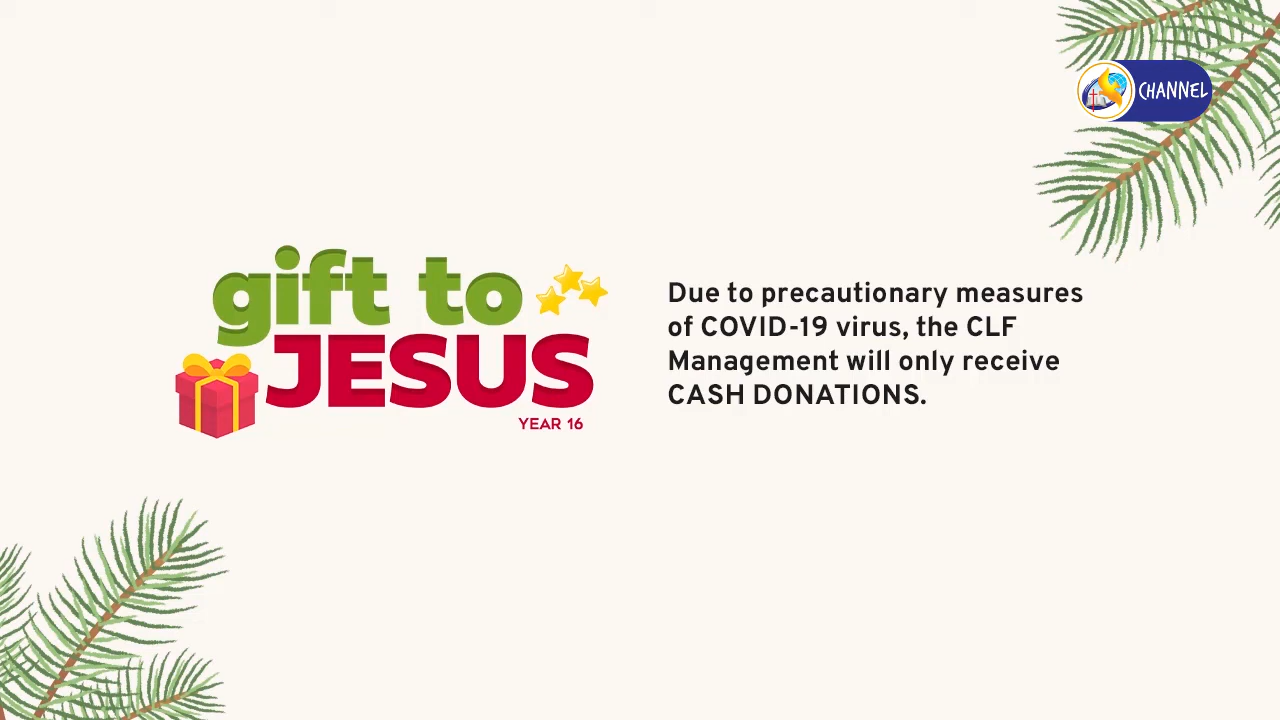 CHANNEL
gift to
JESUS
YEAR 16
Due to precautionary measures
of COVID-19 virus, the CLF
Management will only receive
CASH DONATIONS.